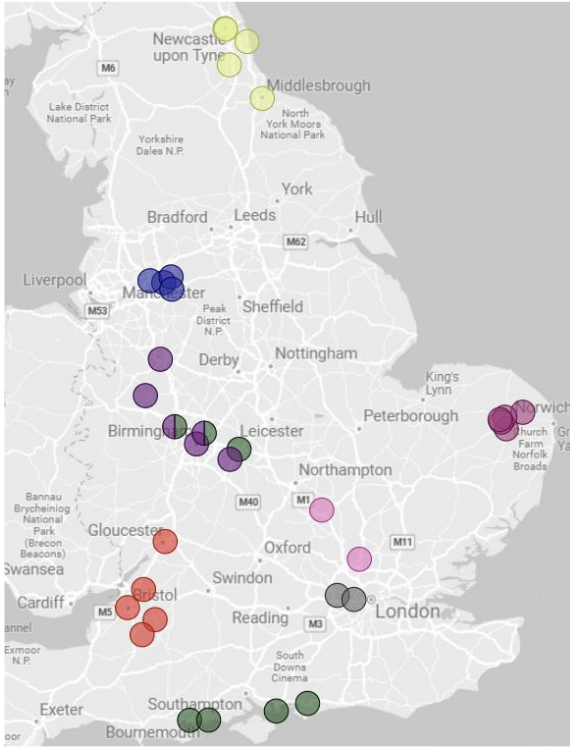 Newcastle
upon Tyne
M6
Middlesbrough
Lake District
National Park
North
York Moors
National Park
Yorkshire
Dales N.P.
York
Bradford
Leeds
Hull
M62
Liverpool
Manchester
M53
Sheffield
Peak
District
N.P.
Derby
Nottingham
King's
Lynn
Norwich
Peterborough
Birmingham
Leicester
Church
Farm
Norfolk
Broads
Northampton
Bannau
Brycheiniog
National
Park
(Brecon
Beacons)
M40
M1
Gloucester
M11
Oxford
Swansea
Swindon
Cardiff
M5
Bristol
London
Reading
M3
Exmoor
N.P.
South
Downs
Cinema
Southampton
Exeter
Bournemouth